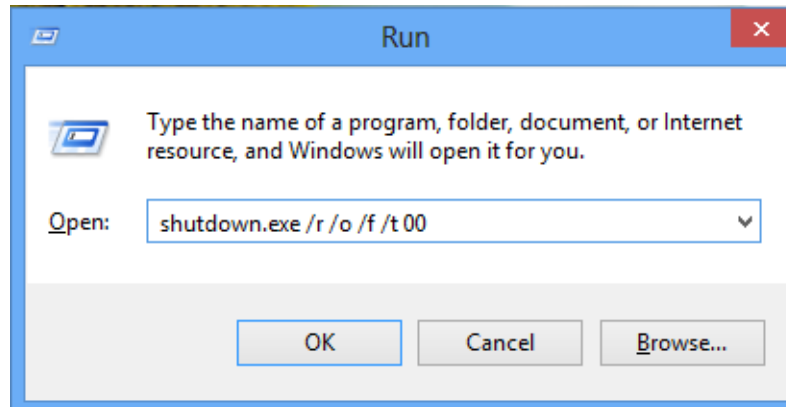 Run
Type the name of a program, folder, document, or Internet
resource, and Windows will open it for you.
Open: shutdown.exe /r /o /f /t 00
OK Cancel Browse...